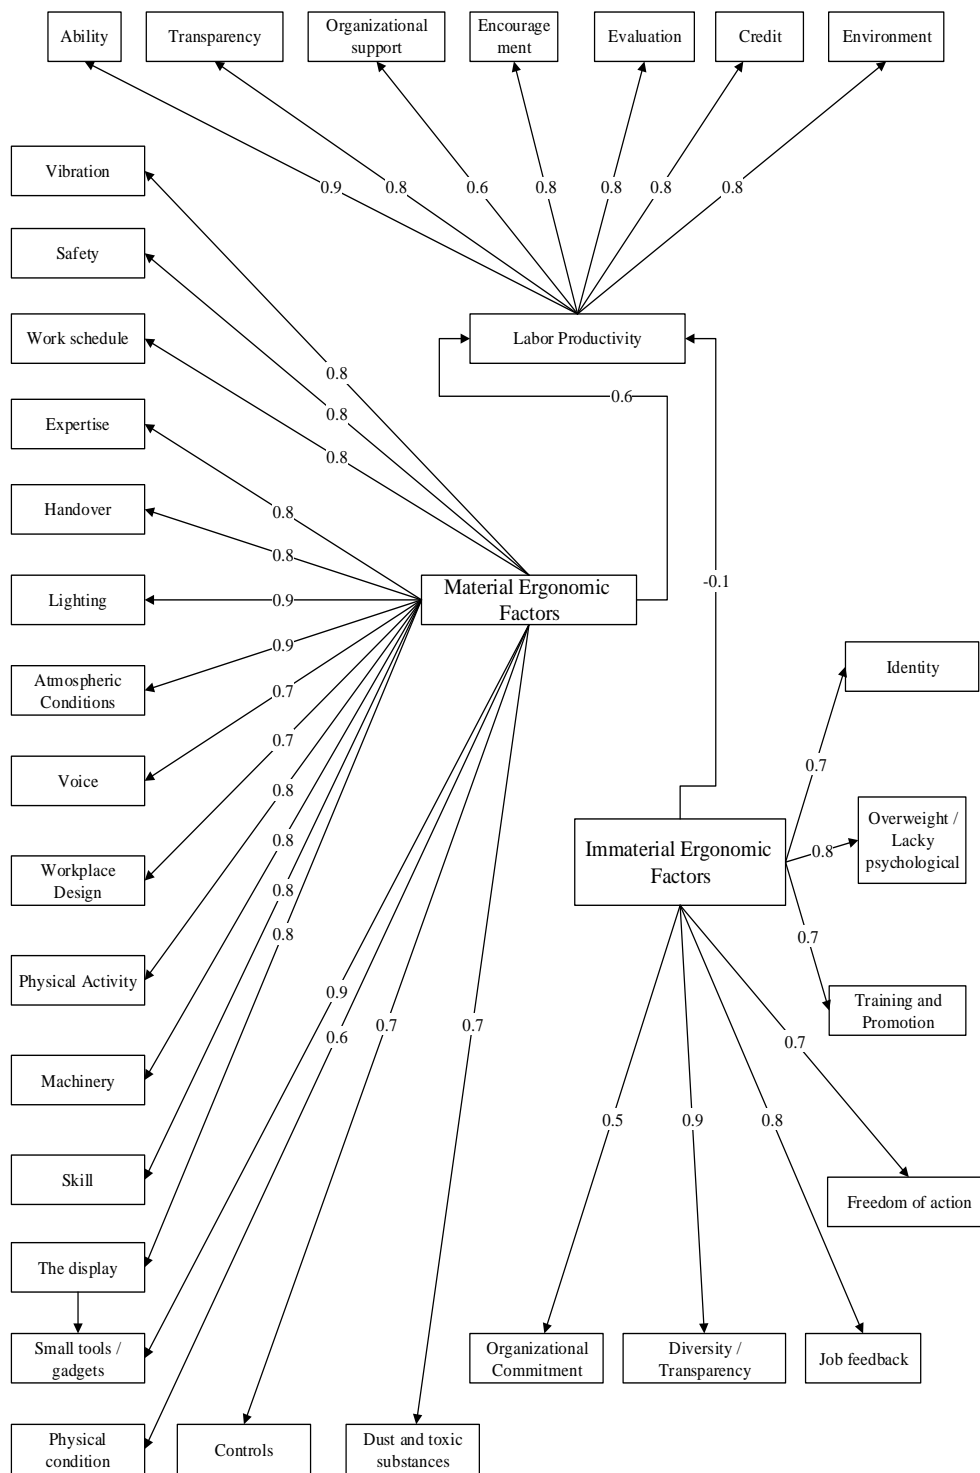 Ability
Transparency
Organizational
support
Encourage
ment
Evaluation
Credit
Environment
Vibration
0.9
0.8
0.6
0.8
0.8
0.8
0.8
Safety
Work schedule
Labor Productivity
0.8
0.6
Expertise
0.8
0.8
Handover
0.8
0.8
Lighting
0.9
Material Ergonomic
Factors
-0.1
Atmospheric
Conditions
0.9
0.7
Identity
Voice
0.7
0.7
0.8
Workplace
Design
0.8
Immaterial Ergonomic
Factors
0.8
Overweight /
Lacky
psychological
0.8
0.8
0.7
Physical Activity
0.9
0.6
0.7
0.7
Training and
Promotion
0.7
Machinery
0.5
0.9
0.8
Skill
Freedom of action
The display
Small tools /
gadgets
Organizational
Commitment
Diversity /
Transparency
Job feedback
Physical
condition
Controls
Dust and toxic
substances